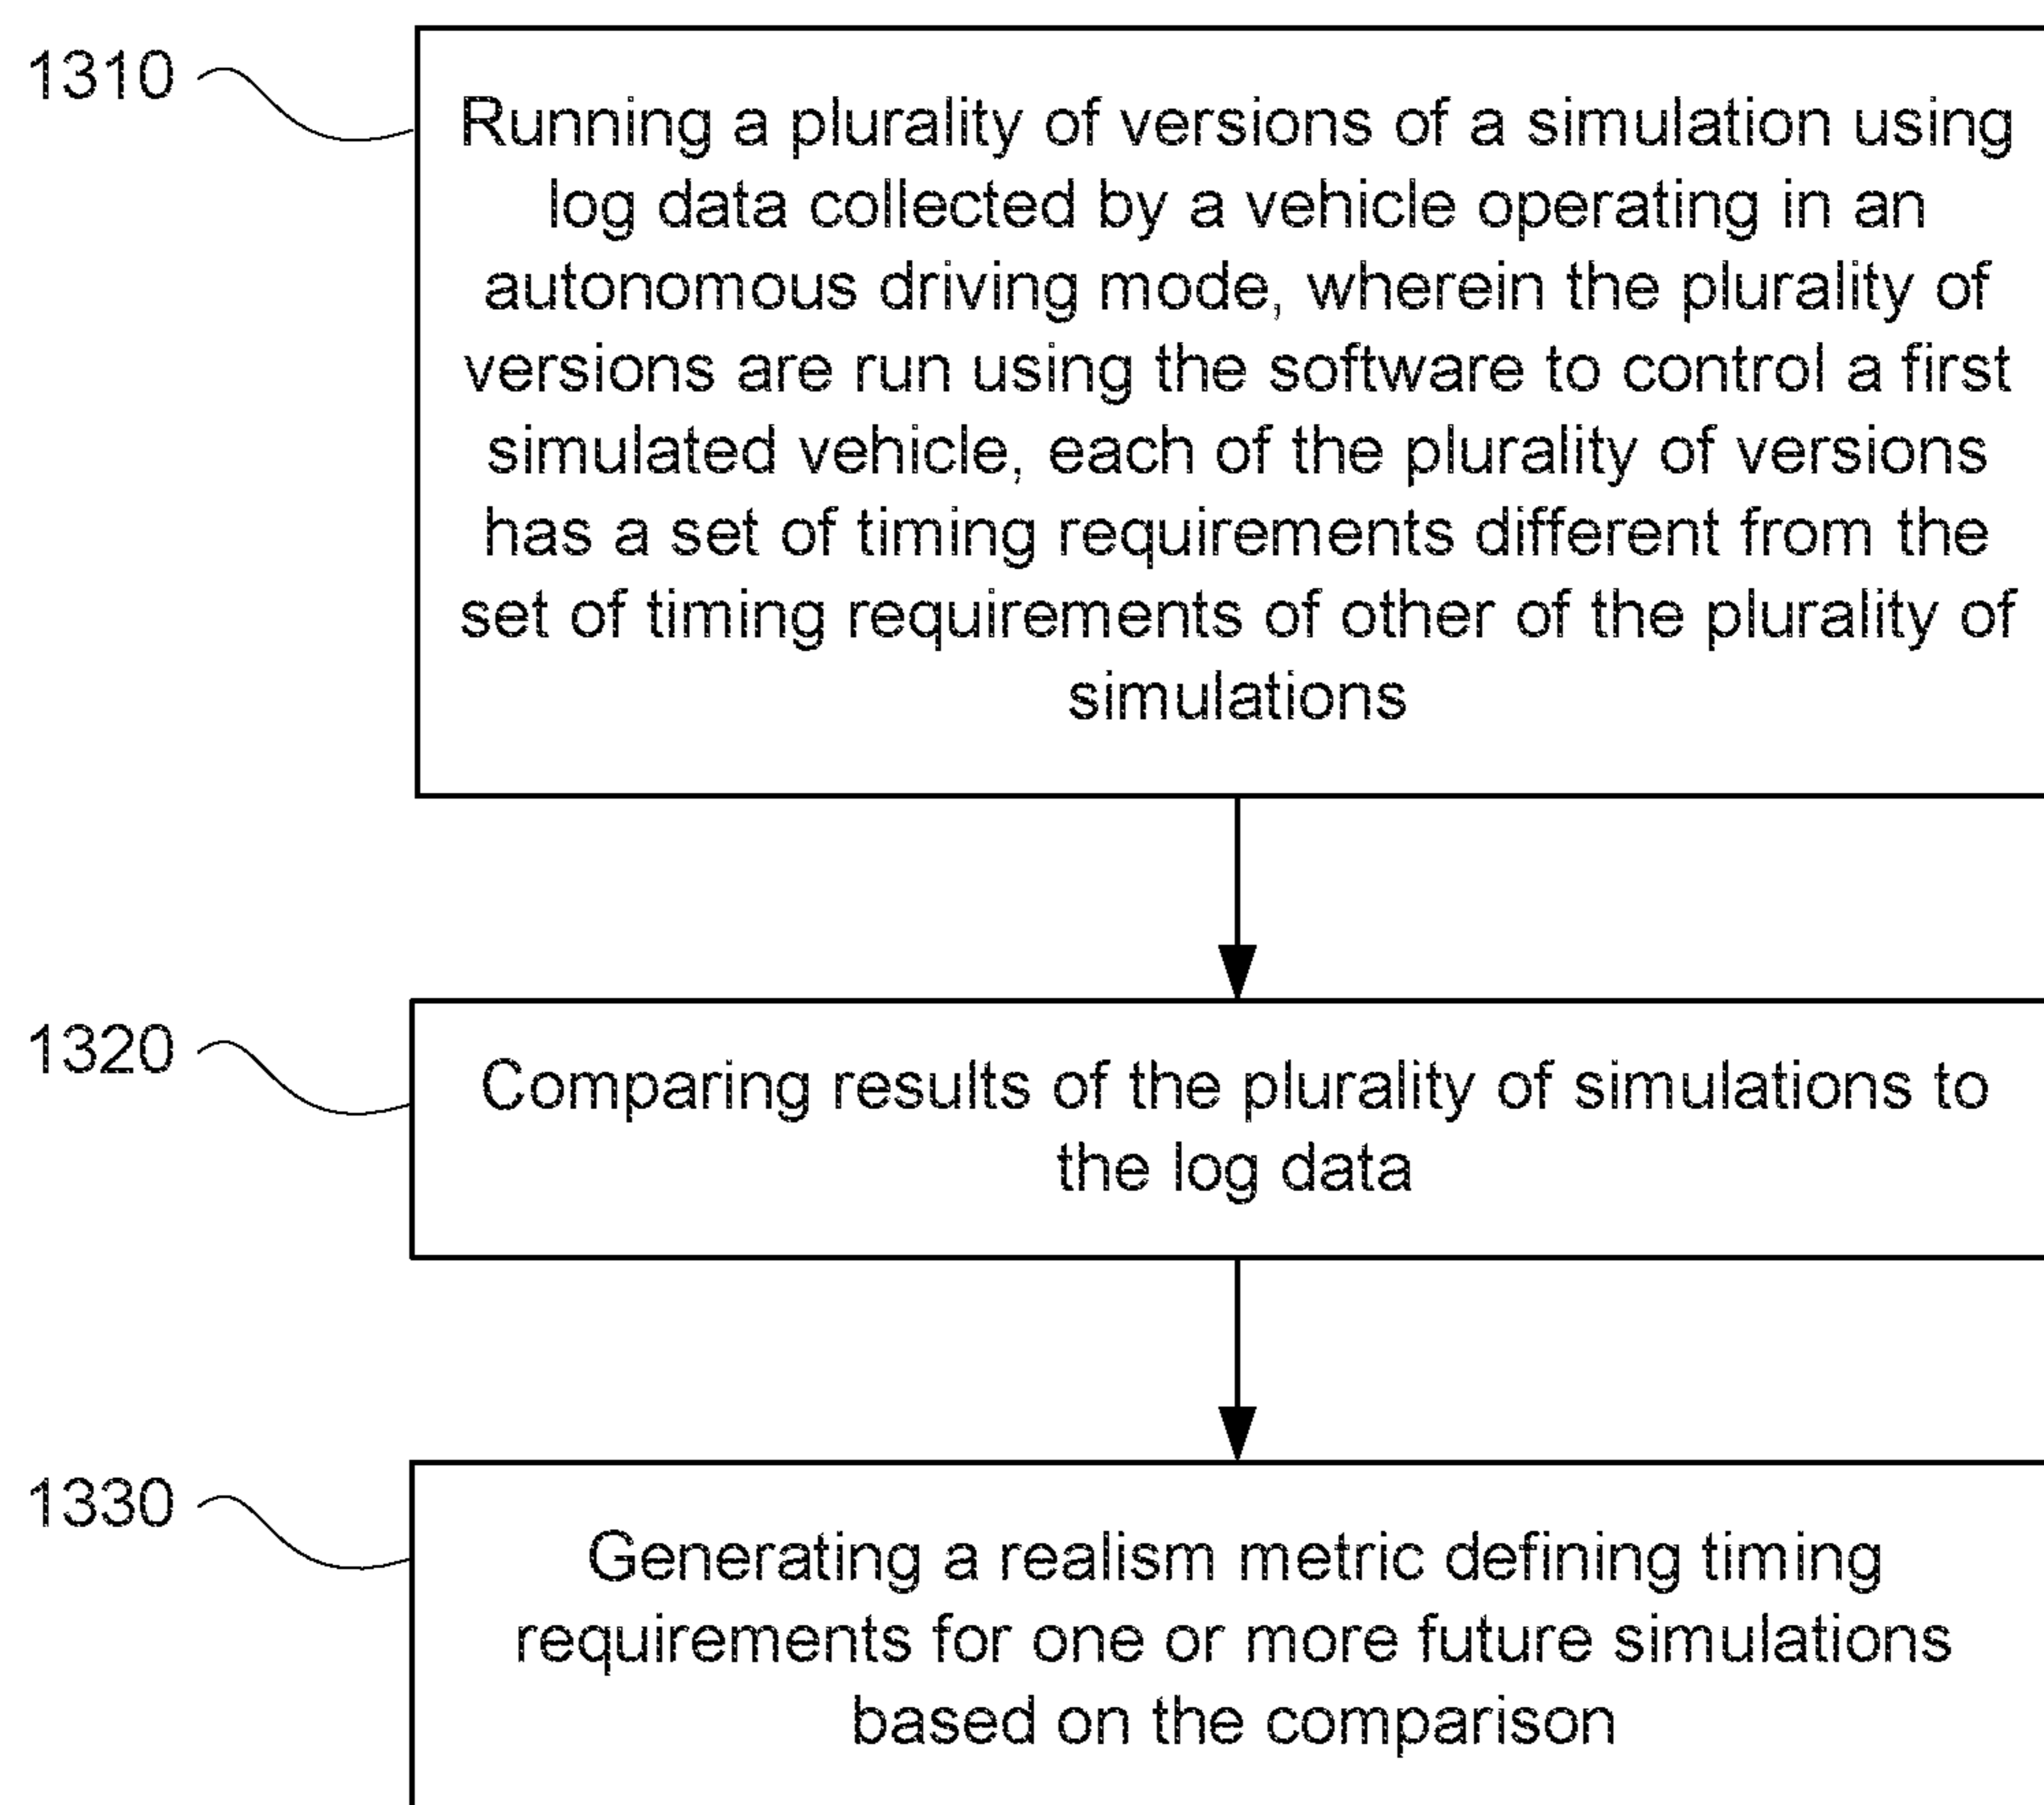 1310
Running a plurality of versions of a simulation using
log data collected by a vehicle operating in an
autonomous driving mode, wherein the plurality of
versions are run using the software to control a first
simulated vehicle, each of the plurality of versions
has a set of timing requirements different from the
set of timing requirements of other of the plurality of
simulations
1320
Comparing results of the plurality of simulations to
the log data
1330
Generating a realism metric defining timing
requirements for one or more future simulations
based on the comparison